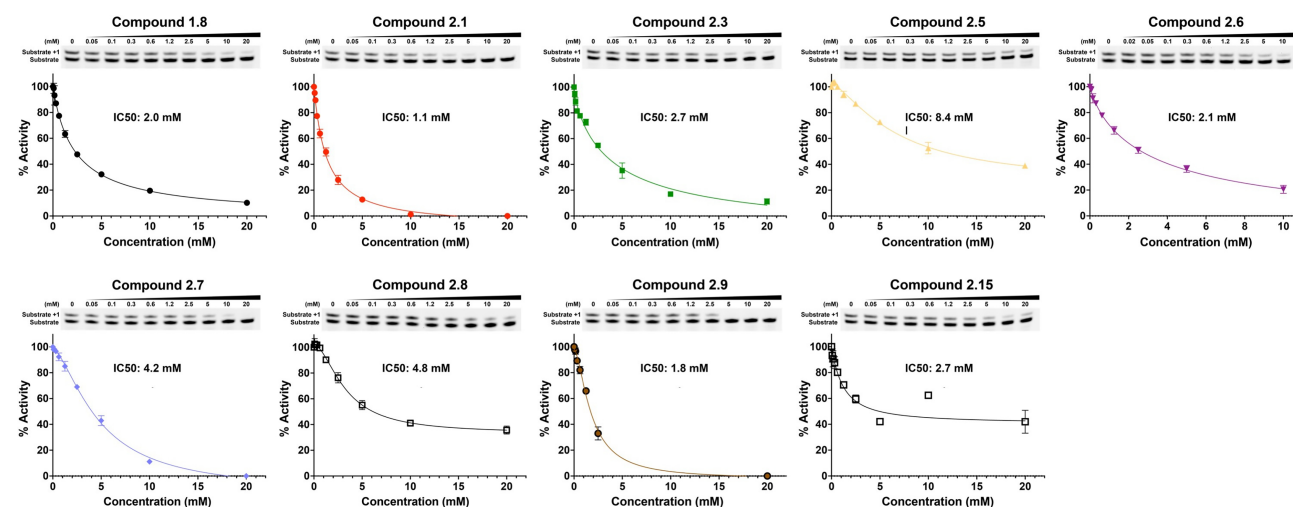 Compound 1.8
(mM) 0 0.05 0.1 0.3 0.6 1.2 2.5 5 10 20
Substrate +1
Substrate
100
80
60
40
20
0
% Activity
IC50: 2.0 mM
0 5 10 15 20
Concentration (mM)
Compound 2.1
(mM) 0 0.05 0.1 0.3 0.6 1.2 2.5 5 10 20
Substrate +1
Substrate
100
80
60
40
20
0
% Activity
IC50: 1.1 mM
0 5 10 15 20
Concentration (mM)
Compound 2.3
(mM) 0 0.05 0.1 0.3 0.6 1.2 2.5 5 10 20
Substrate +1
Substrate
100
80
60
40
20
0
% Activity
IC50: 2.7 mM
0 5 10 15 20
Concentration (mM)
Compound 2.5
(mM) 0 0.05 0.1 0.3 0.6 1.2 2.5 5 10 20
Substrate +1
Substrate
100
80
60
40
20
0
% Activity
IC50: 8.4 mM
0 5 10 15 20
Concentration (mM)
Compound 2.6
(mM) 0 0.02 0.05 0.1 0.3 0.6 1.2 2.5 5 10
Substrate +1
Substrate
100
80
60
40
20
0
% Activity
IC50: 2.1 mM
0 2 4 6 8 10
Concentration (mM)
Compound 2.7
(mM) 0 0.05 0.1 0.3 0.6 1.2 2.5 5 10 20
Substrate +1
Substrate
100
80
60
40
20
0
% Activity
IC50: 4.2 mM
0 5 10 15 20
Concentration (mM)
Compound 2.8
(mM) 0 0.05 0.1 0.3 0.6 1.2 2.5 5 10 20
Substrate +1
Substrate
100
80
60
40
20
0
% Activity
IC50: 4.8 mM
0 5 10 15 20
Concentration (mM)
Compound 2.9
(mM) 0 0.05 0.1 0.3 0.6 1.2 2.5 5 10 20
Substrate +1
Substrate
100
80
60
40
20
0
% Activity
IC50: 1.8 mM
0 5 10 15 20
Concentration (mM)
Compound 2.15
(mM) 0 0.05 0.1 0.3 0.6 1.2 2.5 5 10 20
Substrate +1
Substrate
100
80
60
40
20
0
% Activity
IC50: 2.7 mM
0 5 10 15 20
Concentration (mM)